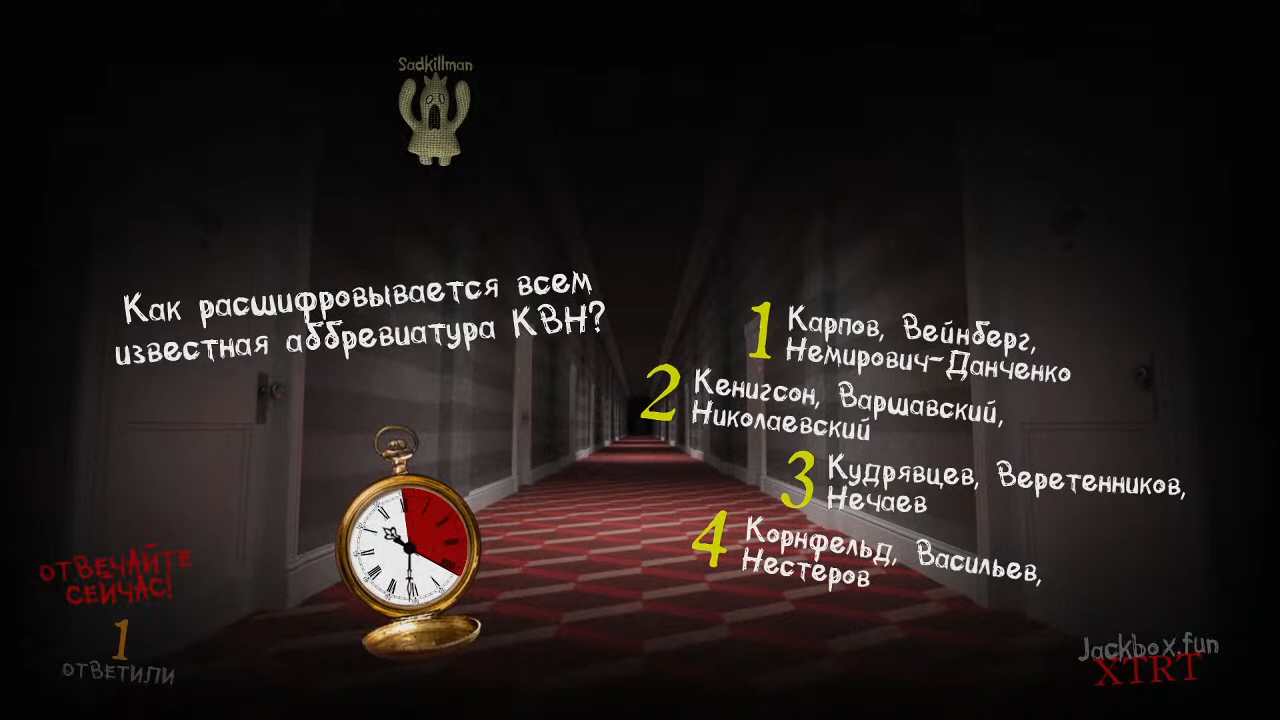 Sadkillman
Как расшифровывается всем
известная аббревиатура КВН?
1 Карпов, Вейнберг,
Немирович-Данченко
2 Кенигсон, Варшавский,
Николаевский
3 Кудрявцев, Веретенников,
Нечаев
4 Корнфельд, Васильев,
Нестеров
ОТВЕЧАЙТЕ
СЕЙЧАС!
1
ОТВЕТИЛИ
Jackbox.fun
XTRT